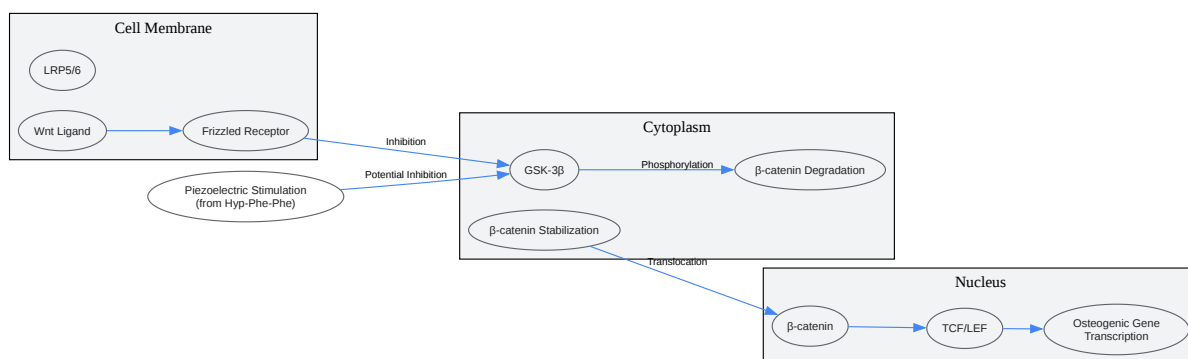 Cell Membrane
LRP5/6
Wnt Ligand
Frizzled Receptor
Inhibition
Piezoelectric Stimulation
(from Hyp-Phe-Phe)
Potential Inhibition
Cytoplasm
GSK-3β
Phosphorylation
β-catenin Degradation
β-catenin Stabilization
Translocation
Nucleus
β-catenin
TCF/LEF
Osteogenic Gene
Transcription